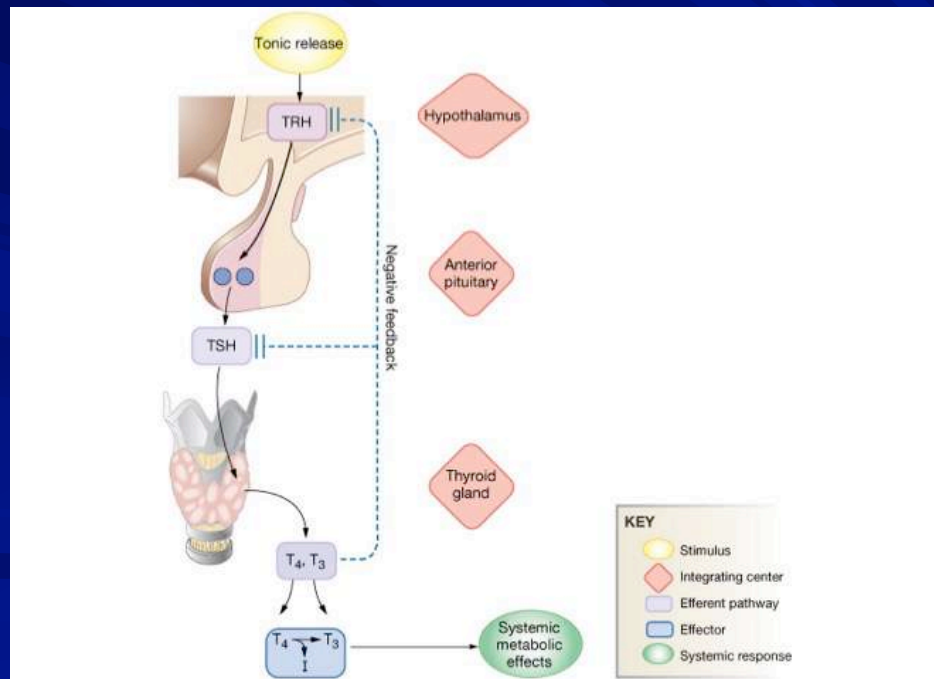 Tonic release
TRH
Hypothalamus
Negative feedback
Anterior
pituitary
TSH
Thyroid
gland
T4, T3
T4 T3
I
Systemic
metabolic
effects
KEY
Stimulus
Integrating center
Efferent pathway
Effector
Systemic response